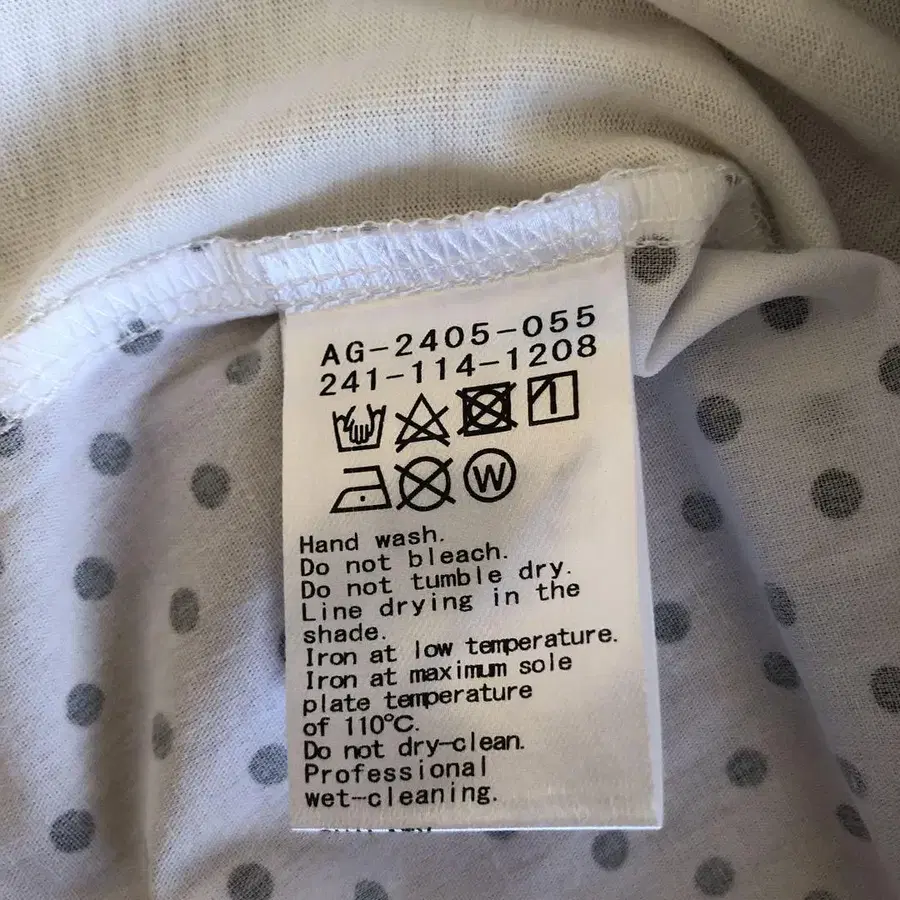 AG-2405-055
241-114-1208
W
Hand wash.
Do not bleach.
Do not tumble dry.
Line drying in the
shade.
Iron at low temperature.
Iron at maximum sole
plate temperature
of 110℃.
Do not dry-clean.
Professional
wet-cleaning.